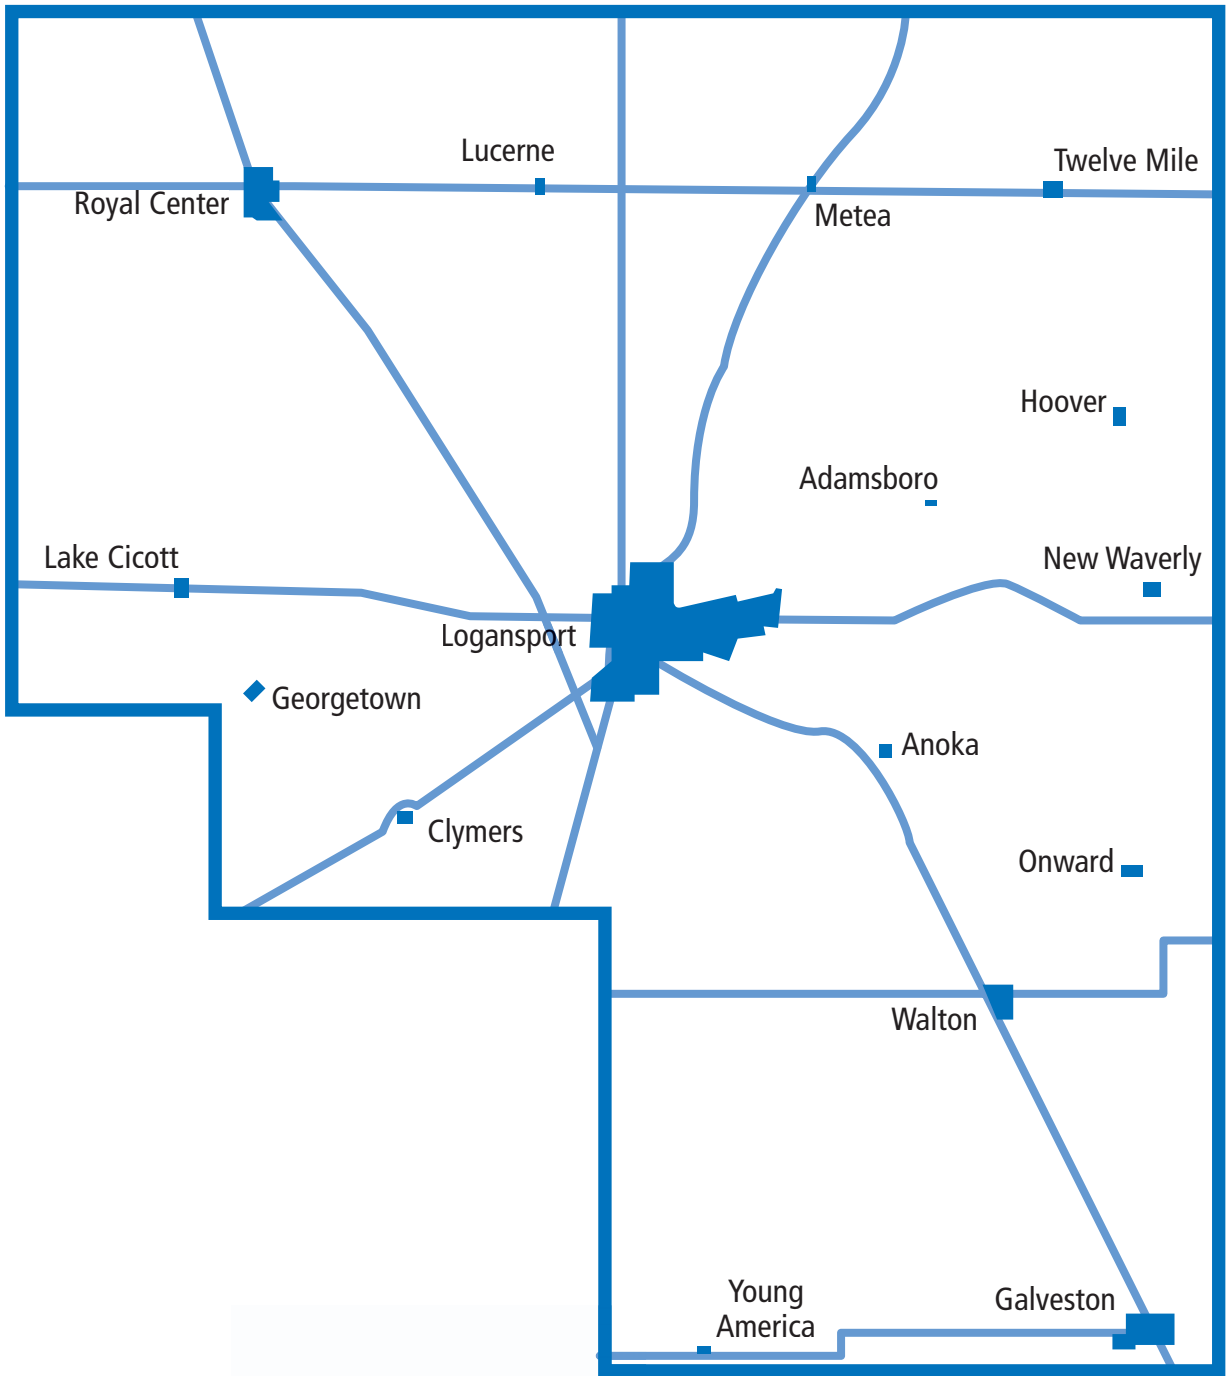 Lucerne
Twelve Mile
Royal Center
Metea
Hoover
Adamsboro
Lake Cicott
New Waverly
Logansport
Georgetown
Anoka
Clymers
Onward
Walton
Young
America
Galveston